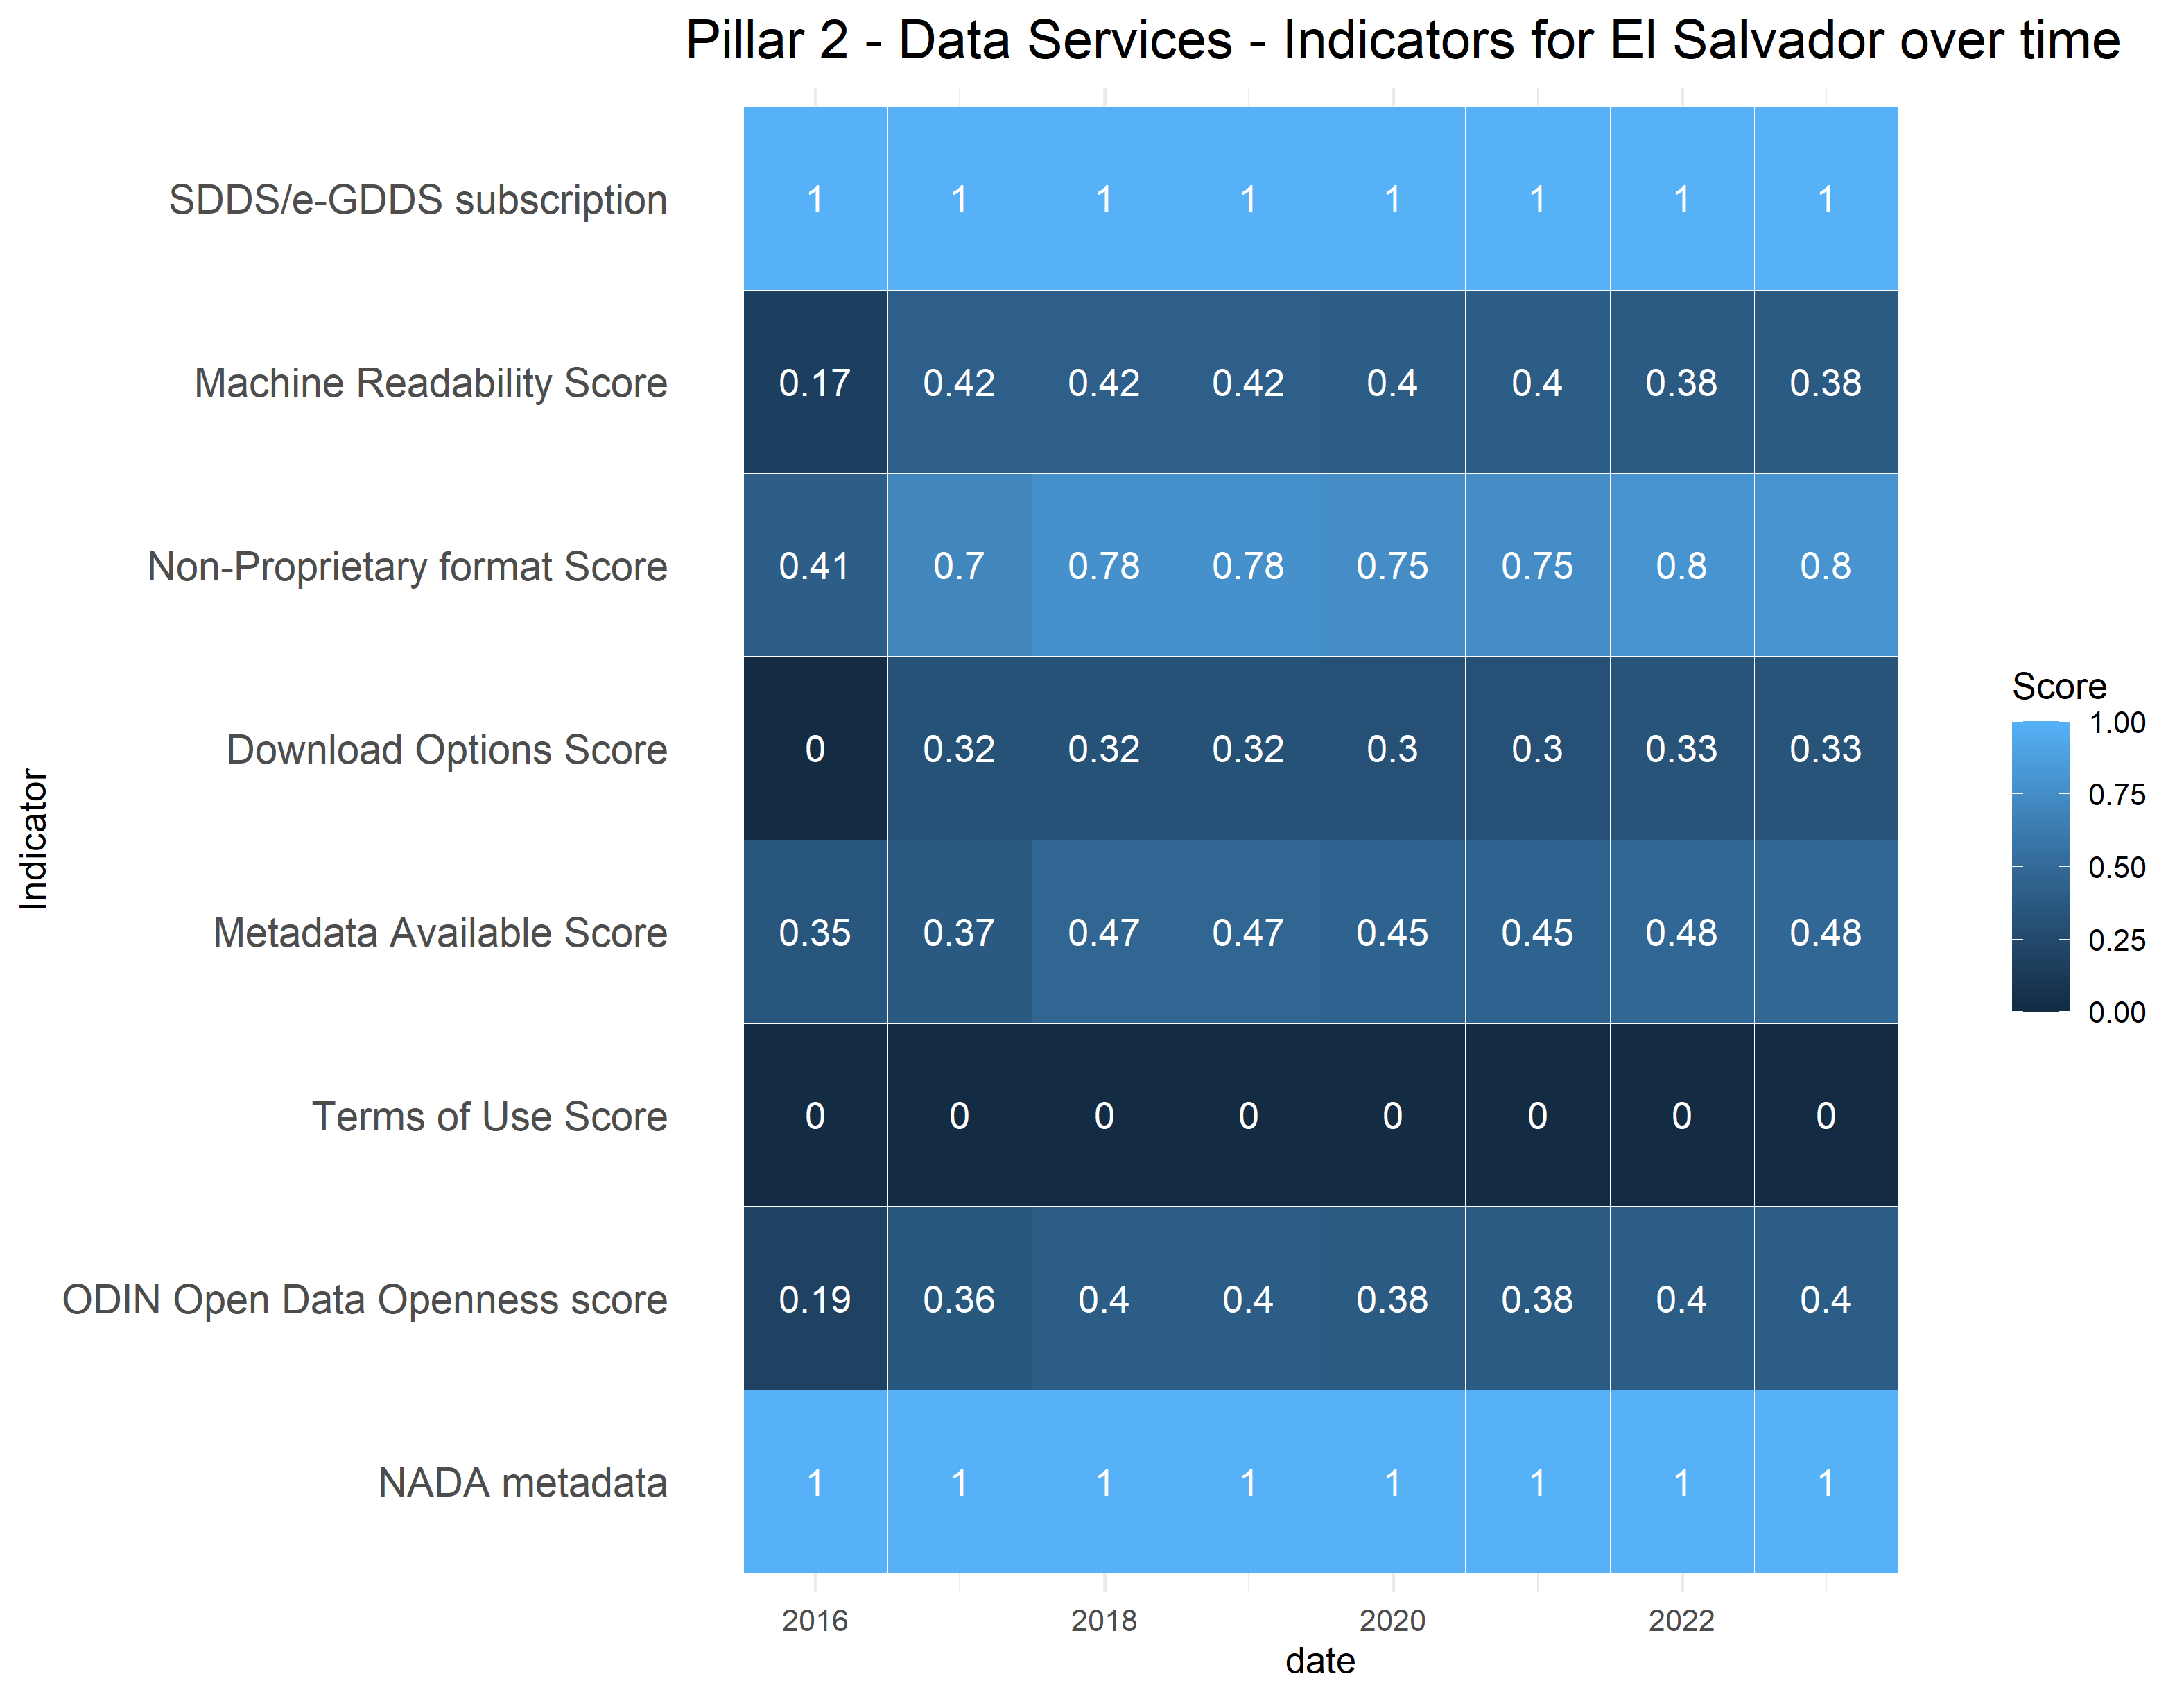 Pillar 2 - Data Services - Indicators for El Salvador over time
Indicator
SDDS/e-GDDS subscription 1 1 1 1 1 1 1 1
Machine Readability Score 0.17 0.42 0.42 0.42 0.4 0.4 0.38 0.38
Non-Proprietary format Score 0.41 0.7 0.78 0.78 0.75 0.75 0.8 0.8
Download Options Score 0 0.32 0.32 0.32 0.3 0.3 0.33 0.33
Metadata Available Score 0.35 0.37 0.47 0.47 0.45 0.45 0.48 0.48
Terms of Use Score 0 0 0 0 0 0 0 0
ODIN Open Data Openness score 0.19 0.36 0.4 0.4 0.38 0.38 0.4 0.4
NADA metadata 1 1 1 1 1 1 1 1
2016 2018 2020 2022
date
Score
1.00
0.75
0.50
0.25
0.00